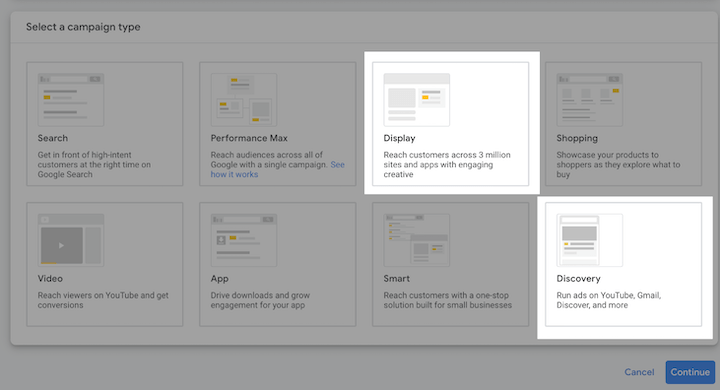 Select a campaign type
Search
Get in front of high-intent
customers at the right time on
Google Search
Performance Max
Reach audiences across all of
Google with a single campaign. See
how it works
Display
Reach customers across 3 million
sites and apps with engaging
creative
Shopping
Showcase your products to
shoppers as they explore what to
buy
Video
Reach viewers on YouTube and get
conversions
App
Drive downloads and grow
engagement for your app
Smart
Reach customers with a one-stop
solution built for small businesses
Discovery
Run ads on YouTube, Gmail,
Discover, and more
Cancel
Continue